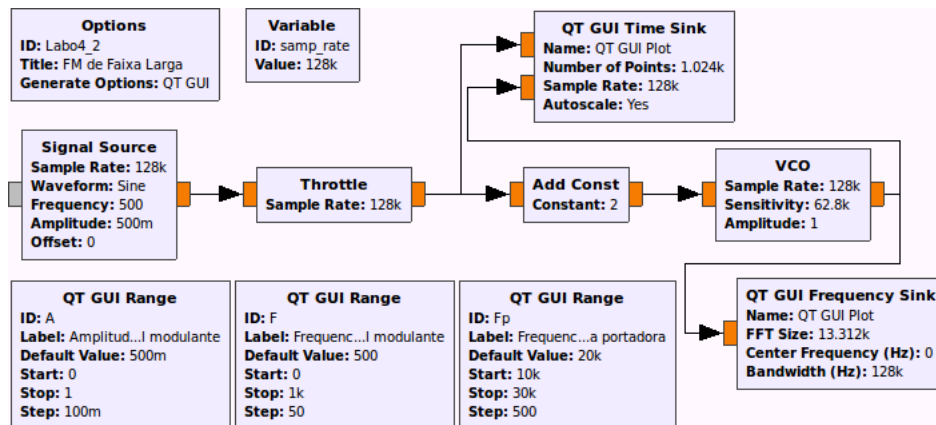 Options
ID: Labo4_2
Title: FM de Faixa Larga
Generate Options: QT GUI
Variable
ID: samp_rate
Value: 128k
QT GUI Time Sink
Name: QT GUI Plot
Number of Points: 1.024k
Sample Rate: 128k
Autoscale: Yes
Signal Source
Sample Rate: 128k
Waveform: Sine
Frequency: 500
Amplitude: 500m
Offset: 0
Throttle
Sample Rate: 128k
Add Const
Constant: 2
VCO
Sample Rate: 128k
Sensitivity: 62.8k
Amplitude: 1
QT GUI Range
ID: A
Label: Amplitud...l modulante
Default Value: 500m
Start: 0
Stop: 1
Step: 100m
QT GUI Range
ID: F
Label: Frequenc...l modulante
Default Value: 500
Start: 0
Stop: 1k
Step: 50
QT GUI Range
ID: Fp
Label: Frequenc...a portadora
Default Value: 20k
Start: 10k
Stop: 30k
Step: 500
QT GUI Frequency Sink
Name: QT GUI Plot
FFT Size: 13.312k
Center Frequency (Hz): 0
Bandwidth (Hz): 128k